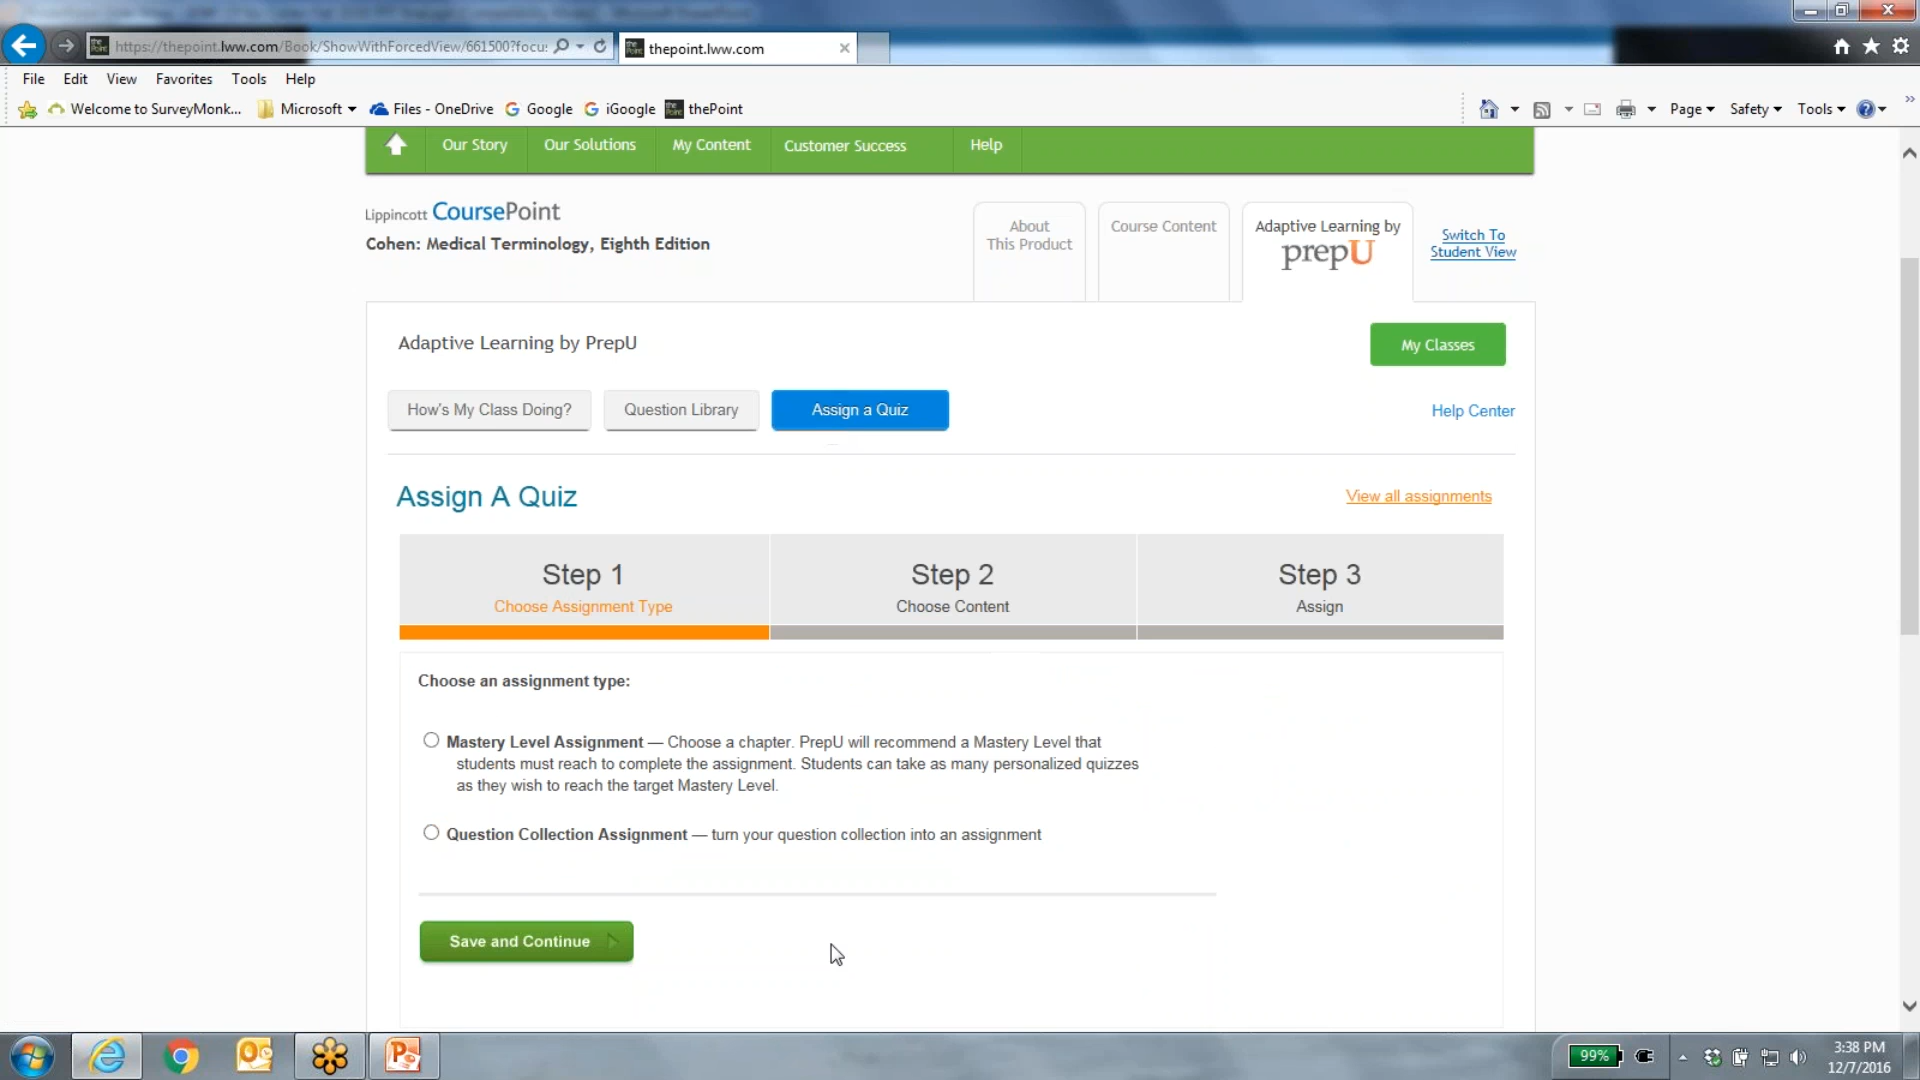 https://thepoint.lww.com/Book/ShowWithForcedView/661500?focu:
thepoint.lww.com
File Edit View Favorites Tools Help
Welcome to SurveyMonk... Microsoft Files - OneDrive Google iGoogle thePoint
Page Safety Tools
Our Story Our Solutions My Content Customer Success Help
Lippincott CoursePoint
Cohen: Medical Terminology, Eighth Edition
About
This Product
Course Content
Adaptive Learning by
prepU
Switch To
Student View
Adaptive Learning by PrepU
My Classes
How's My Class Doing? Question Library Assign a Quiz
Help Center
Assign A Quiz
View all assignments
Step 1
Choose Assignment Type
Step 2
Choose Content
Step 3
Assign
Choose an assignment type:
Mastery Level Assignment — Choose a chapter. PrepU will recommend a Mastery Level that
students must reach to complete the assignment. Students can take as many personalized quizzes
as they wish to reach the target Mastery Level.
Question Collection Assignment — turn your question collection into an assignment
Save and Continue
99%
3:38 PM
12/7/2016